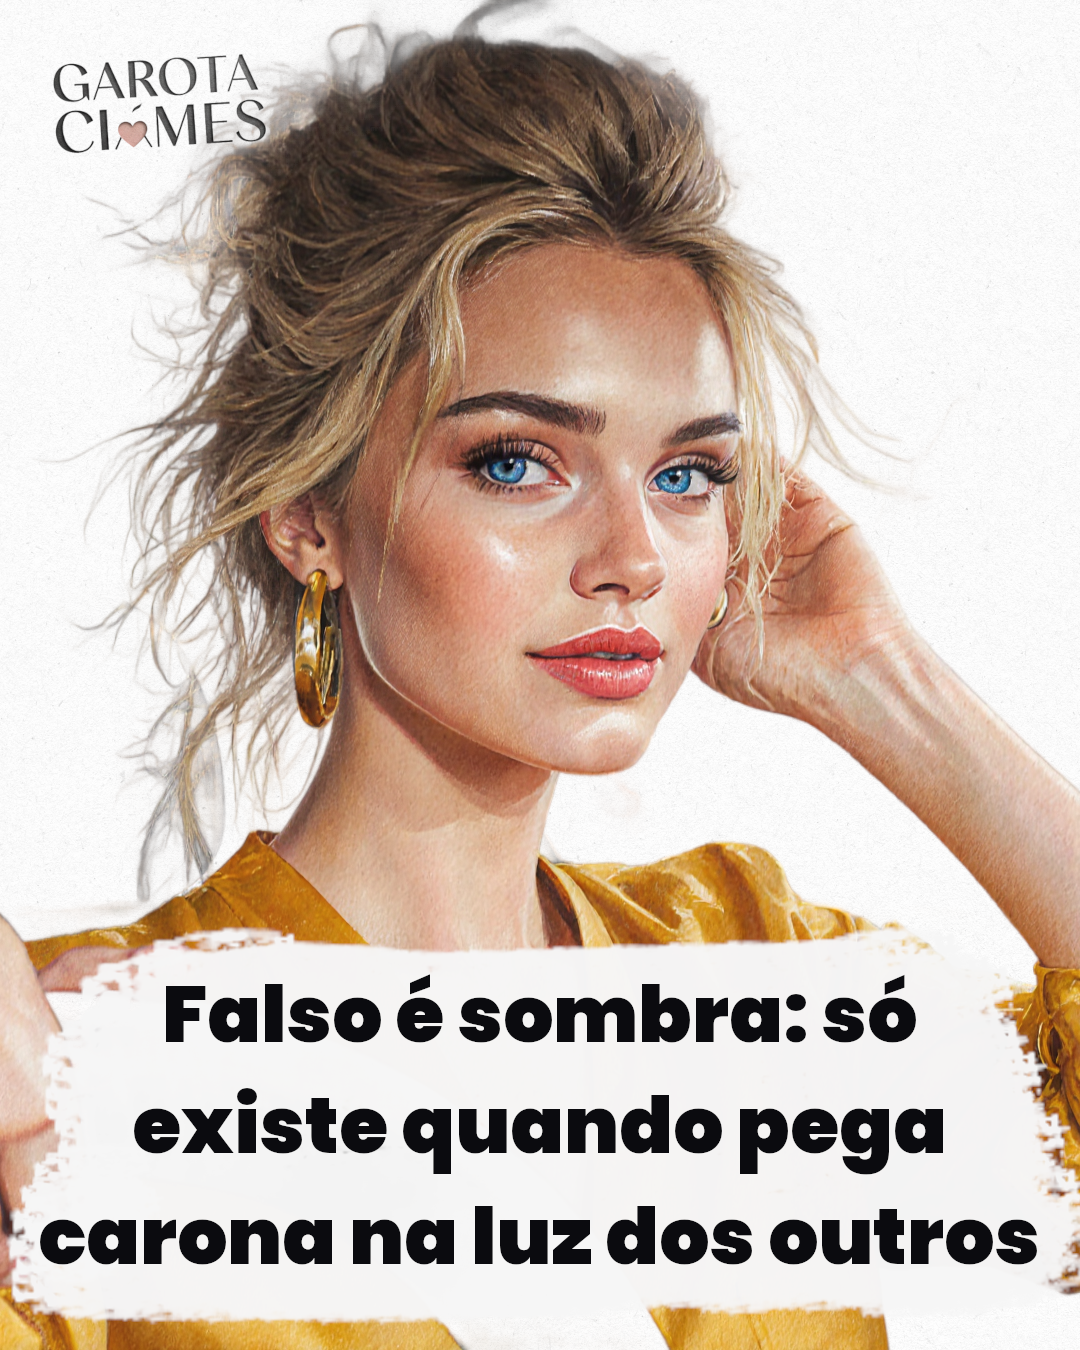 GAROTA
CIÚMES
Falso é sombra: só
existe quando pega
carona na luz dos outros